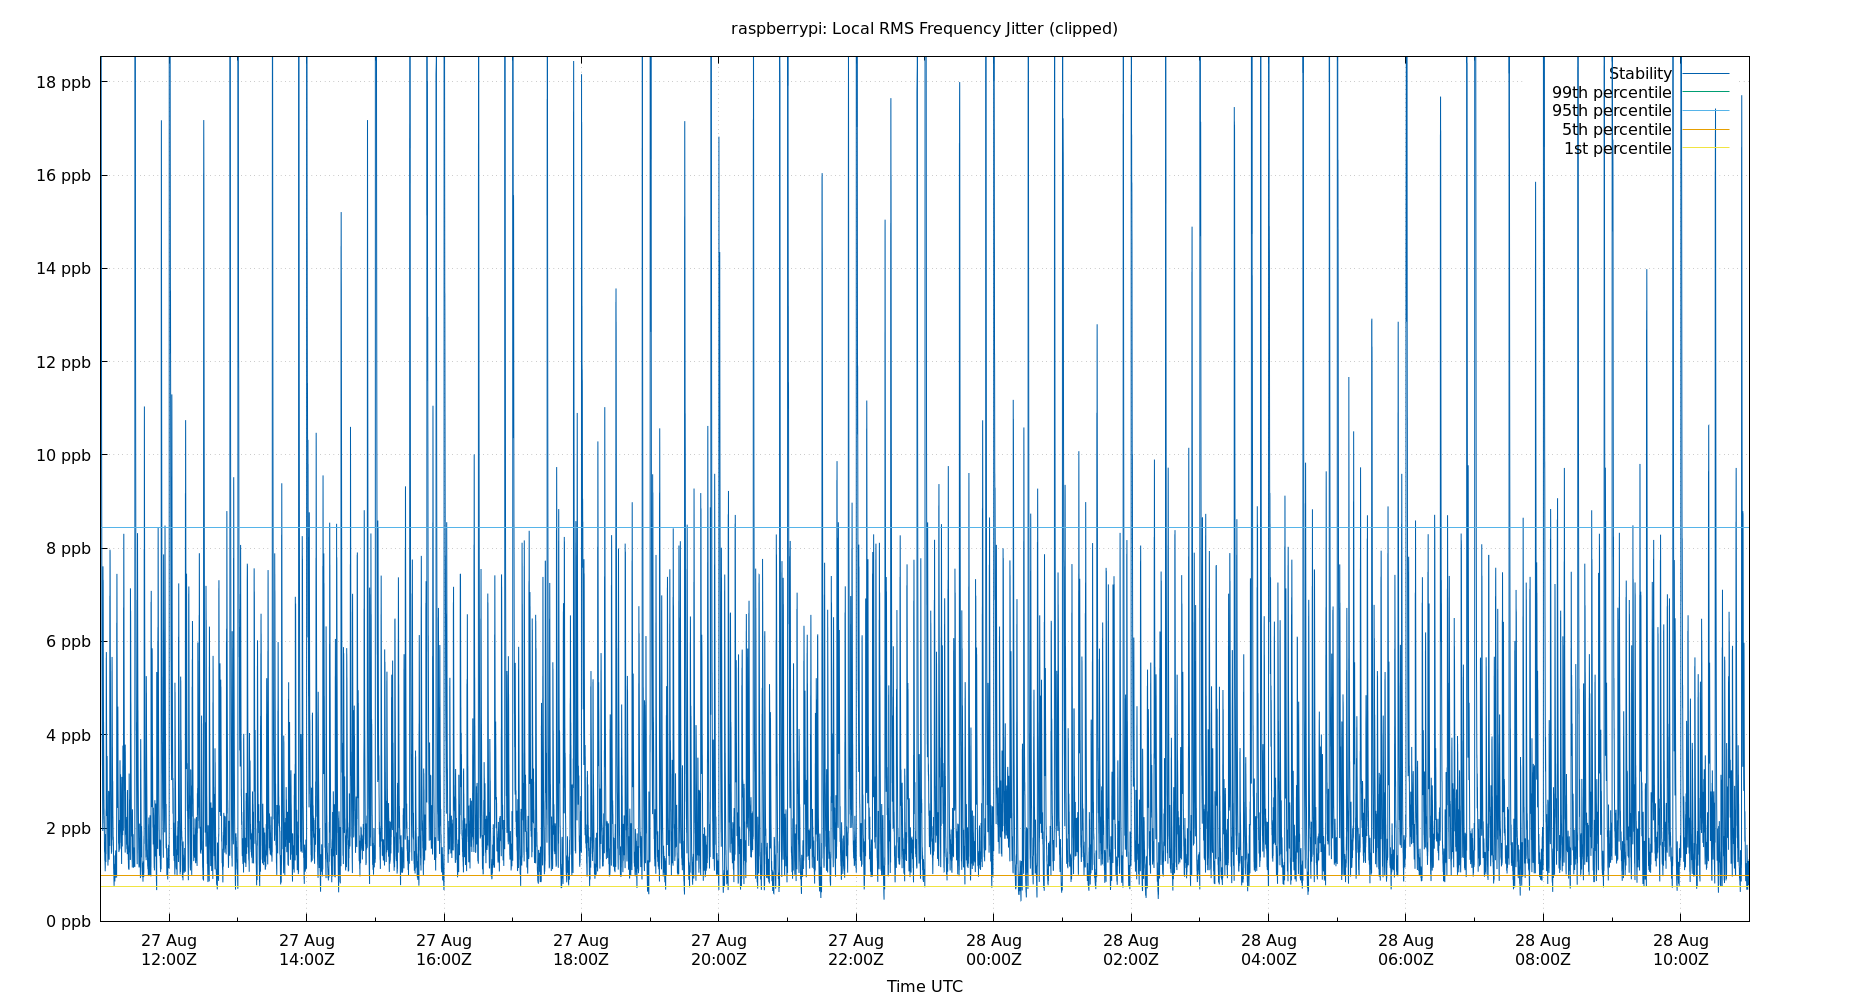 raspberrypi: Local RMS Frequency Jitter (clipped)
18 ppb
16 ppb
14 ppb
12 ppb
10 ppb
8 ppb
6 ppb
4 ppb
2 ppb
0 ppb
Stability
99th percentile
95th percentile
5th percentile
1st percentile
27 Aug 27 Aug 27 Aug 27 Aug 27 Aug 27 Aug 28 Aug 28 Aug 28 Aug 28 Aug 28 Aug 28 Aug
12:00Z 14:00Z 16:00Z 18:00Z 20:00Z 22:00Z 00:00Z 02:00Z 04:00Z 06:00Z 08:00Z 10:00Z
Time UTC